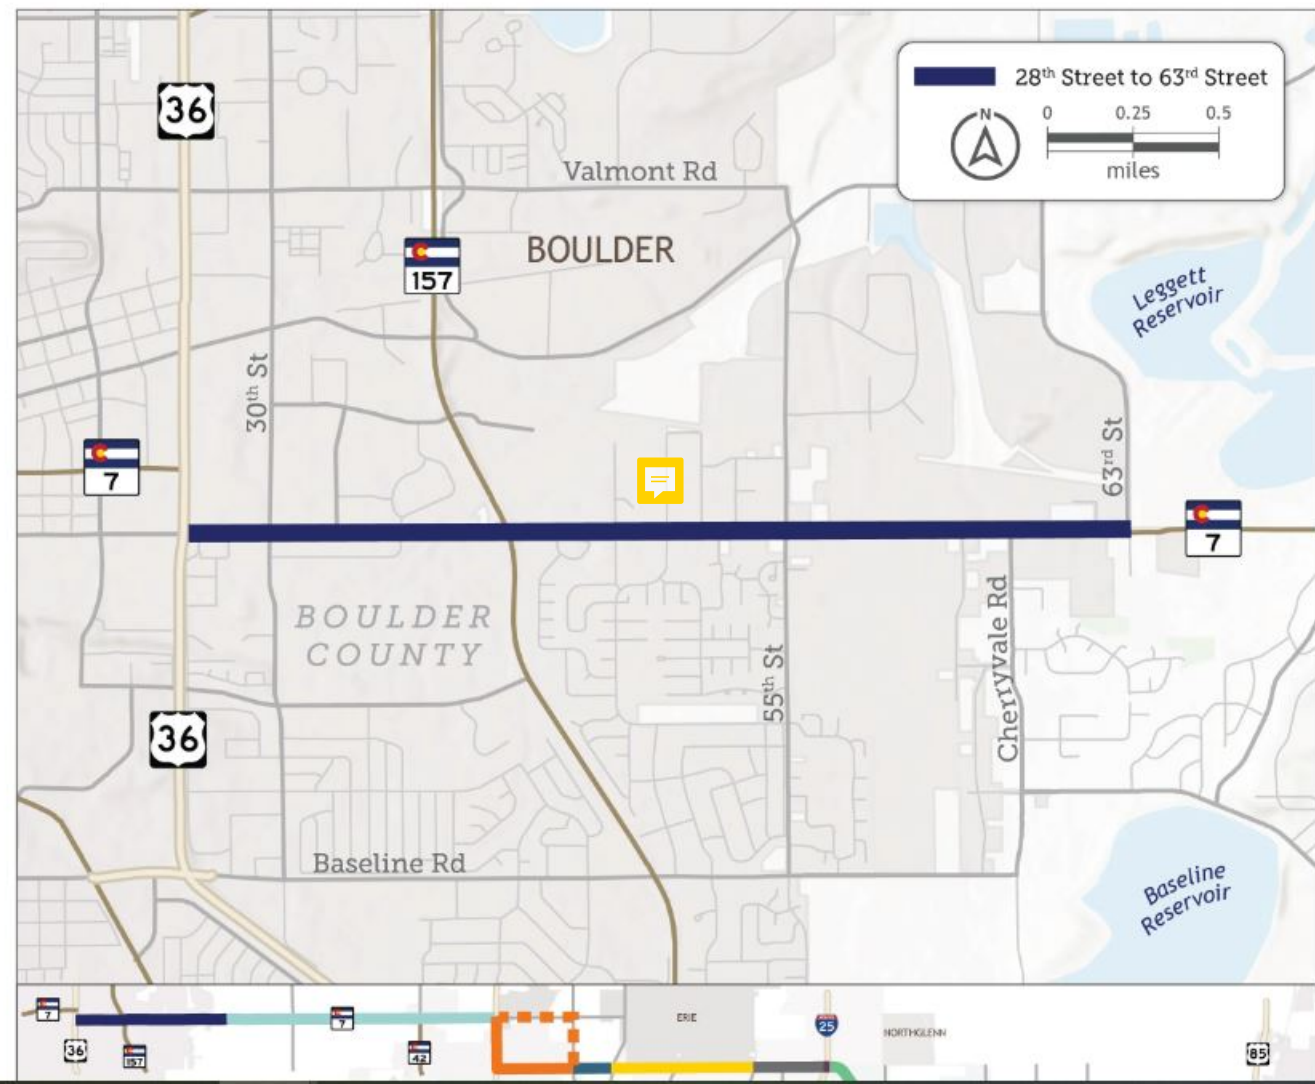 28th Street to 63rd Street
N
0 0.25 0.5
miles
36
Valmont Rd
BOULDER
157
Leggett
Reservoir
30th St
7
63rd St
7
BOULDER
COUNTY
55th St
Cherryvale Rd
36
Baseline Rd
Baseline
Reservoir
7
36
157
7
42
ERIE
25
NORTHGLENN
85